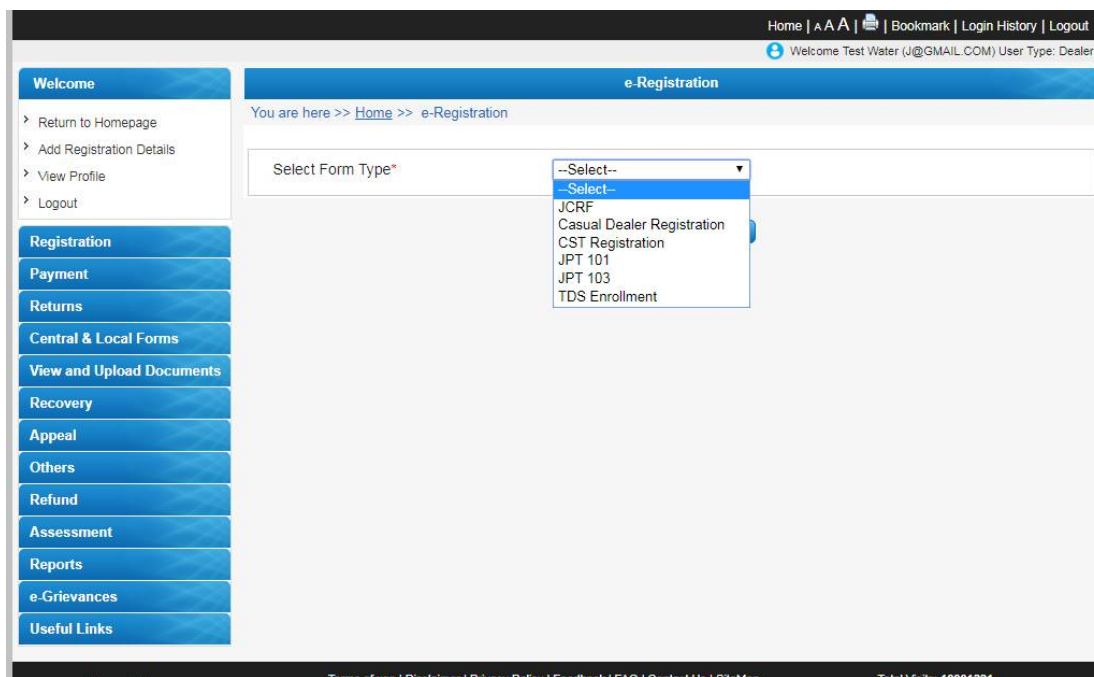 Home | A A A | | Bookmark | Login History | Logout
Welcome Test Water (J@GMAIL.COM) User Type: Dealer
Welcome
> Return to Homepage
> Add Registration Details
> View Profile
> Logout
Registration
Payment
Returns
Central & Local Forms
View and Upload Documents
Recovery
Appeal
Others
Refund
Assessment
Reports
e-Grievances
Useful Links
e-Registration
You are here >> Home >> e-Registration
Select Form Type*
--Select--
--Select--
JCRF
Casual Dealer Registration
CST Registration
JPT 101
JPT 103
TDS Enrollment